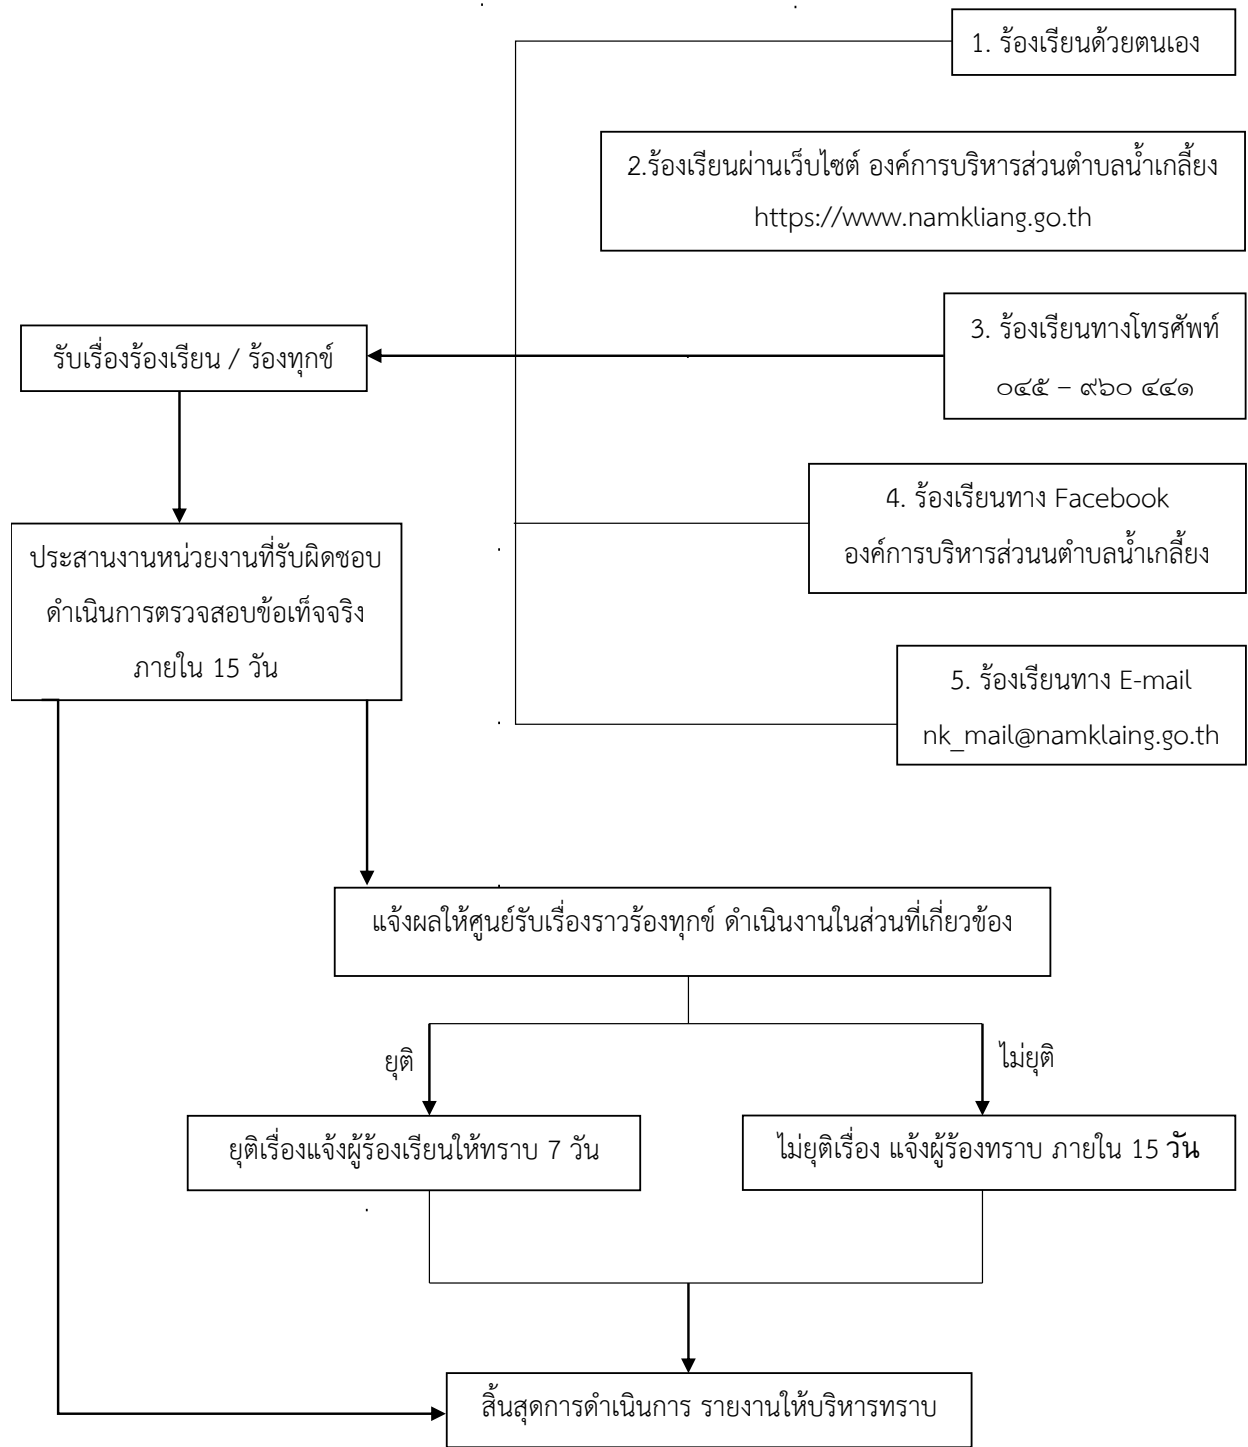 1. ร้องเรียนด้วยตนเอง
2.ร้องเรียนผ่านเว็บไซต์ องค์การบริหารส่วนตำบลน้ำเกลี้ยง
https://www.namkliang.go.th
3. ร้องเรียนทางโทรศัพท์
๐๔๕ – ๙๖๐ ๔๔๑
รับเรื่องร้องเรียน / ร้องทุกข์
4. ร้องเรียนทาง Facebook
องค์การบริหารส่วนนตำบลน้ำเกลี้ยง
ประสานงานหน่วยงานที่รับผิดชอบ
ดำเนินการตรวจสอบข้อเท็จจริง
ภายใน 15 วัน
5. ร้องเรียนทาง E-mail
nk_mail@namklaing.go.th
แจ้งผลให้ศูนย์รับเรื่องราวร้องทุกข์ ดำเนินงานในส่วนที่เกี่ยวข้อง
ยุติ
ไม่ยุติ
ยุติเรื่องแจ้งผู้ร้องเรียนให้ทราบ 7 วัน
ไม่ยุติเรื่อง แจ้งผู้ร้องทราบ ภายใน 15 วัน
สิ้นสุดการดำเนินการ รายงานให้บริหารทราบ